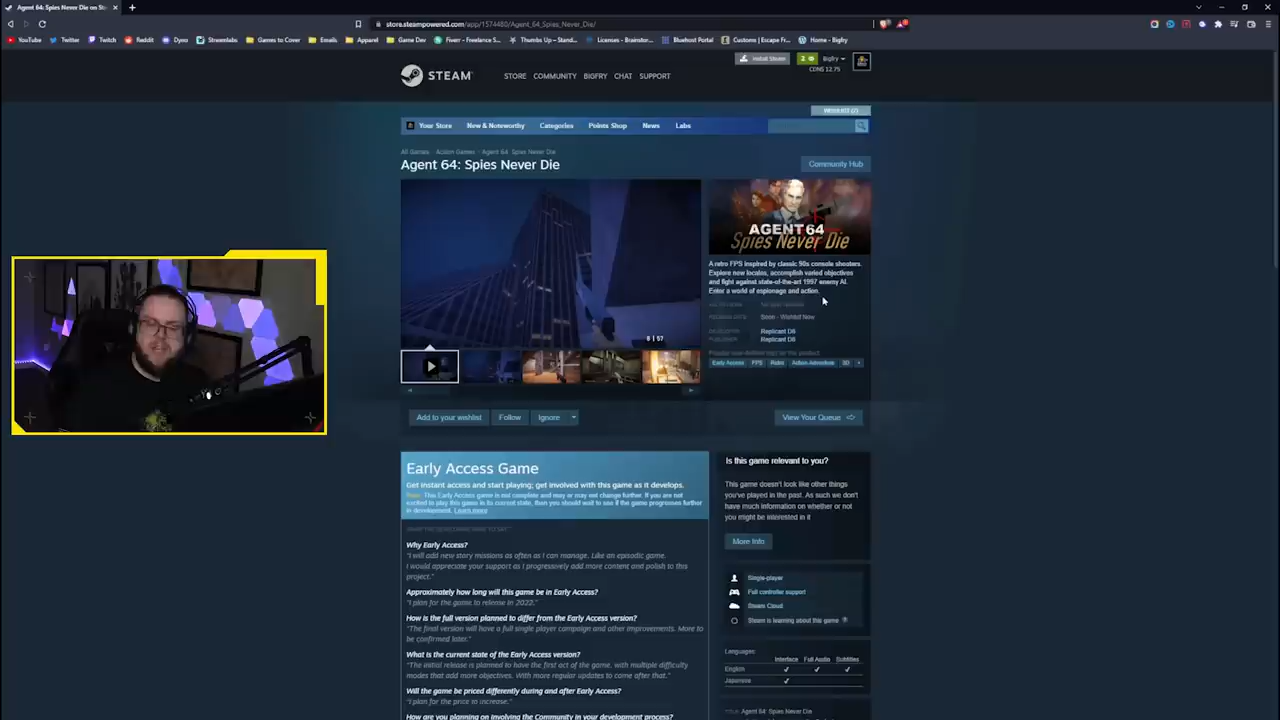 Agent 64: Spies Never Die on St
store.steampowered.com/app/1574480/Agent_64_Spies_Never_Die/
YouTube Twitter Twitch Reddit Dyno Streamlabs Games to Cover Emails Apparel Game Dev Fiverr - Freelance S... Thumbs Up – Stand... Licenses - Brainstor... Bluehost Portal Customs | Escape Fr... Home - Bigfry
Install Steam 2 Bigfry
CDN$ 12.75
STEAM STORE COMMUNITY BIGFRY CHAT SUPPORT
Your Store New & Noteworthy Categories Points Shop News Labs
All Games Action Games Agent 64: Spies Never Die
Agent 64: Spies Never Die
Community Hub
AGENT 64
Spies Never Die
A retro FPS inspired by classic 90s console shooters.
Explore new locales, accomplish varied objectives
and fight against state-of-the-art 1997 enemy AI.
Enter a world of espionage and action.
Soon - Wishlist Now
DEVELOPER Replicant D6
PUBLISHER Replicant D6
Early Access FPS Retro Action-Adventure 3D +
Add to your wishlist Follow Ignore View Your Queue
Early Access Game
Get instant access and start playing; get involved with this game as it develops.
Note: This Early Access game is not complete and may or may not change further. If you are not
excited to play this game in its current state, then you should wait to see if the game progresses further
in development. Learn more
WHAT THE DEVELOPERS HAVE TO SAY:
Why Early Access?
"I will add new story missions as often as I can manage. Like an episodic game.
I would appreciate your support as I progressively add more content and polish to this
project."
Approximately how long will this game be in Early Access?
"I plan for the game to release in 2022."
How is the full version planned to differ from the Early Access version?
"The final version will have a full single player campaign and other improvements. More to
be confirmed later."
What is the current state of the Early Access version?
"The initial release is planned to have the first act of the game, with multiple difficulty
modes that add more objectives. With more regular updates to come after that."
Will the game be priced differently during and after Early Access?
"I plan for the price to increase."
How are you planning on involving the Community in your development process?
Is this game relevant to you?
This game doesn't look like other things
you've played in the past. As such we don't
have much information on whether or not
you might be interested in it
More Info
Single-player
Full controller support
Steam Cloud
Steam is learning about this game ?
Languages:
Interface Full Audio Subtitles
English ✓ ✓ ✓
Japanese ✓
TITLE: Agent 64: Spies Never Die